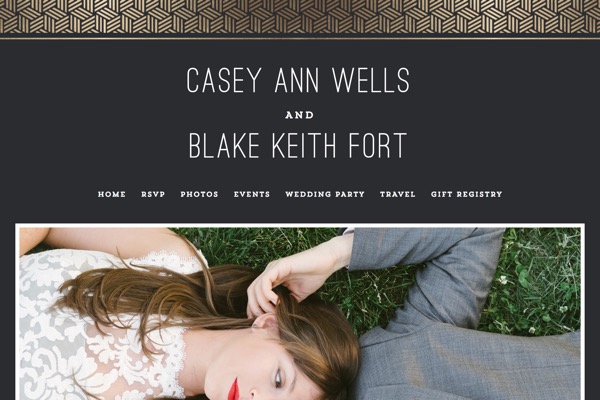 CASEY ANN WELLS
AND
BLAKE KEITH FORT
HOME RSVP PHOTOS EVENTS WEDDING PARTY TRAVEL GIFT REGISTRY